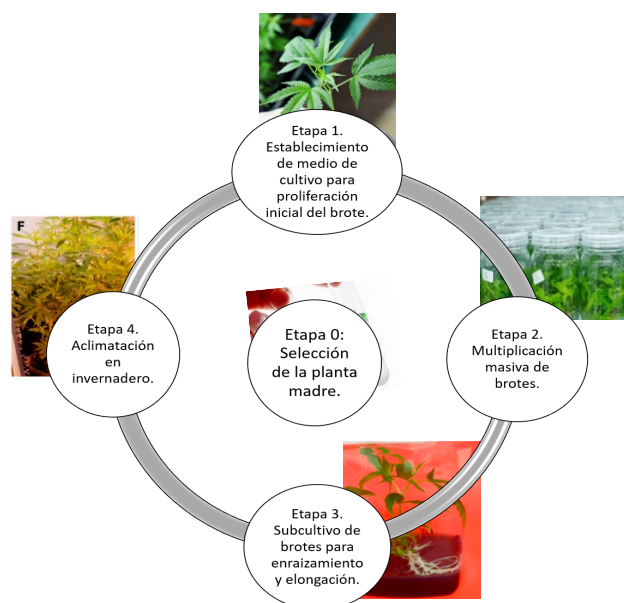 Etapa 1.
Establecimiento
de medio de
cultivo para
proliferación
inicial del brote.
F
Etapa 2.
Multiplicación
masiva de
brotes.
Etapa 4.
Aclimatación
en
invernadero.
Etapa 0:
Selección
de la planta
madre.
Etapa 3.
Subcultivo de
brotes para
enraizamiento
y elongación.